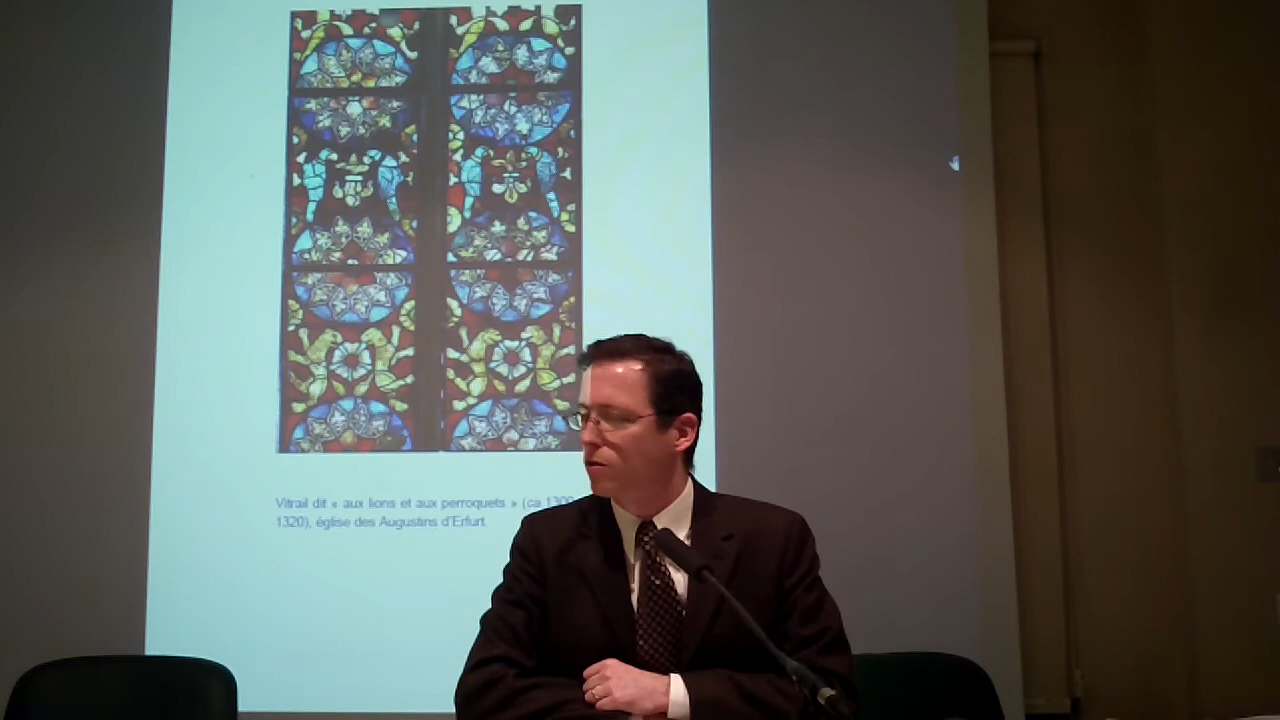 Vitrail dit « aux lions et aux perroquets » (ca 1300
1320), église des Augustins d'Erfurt